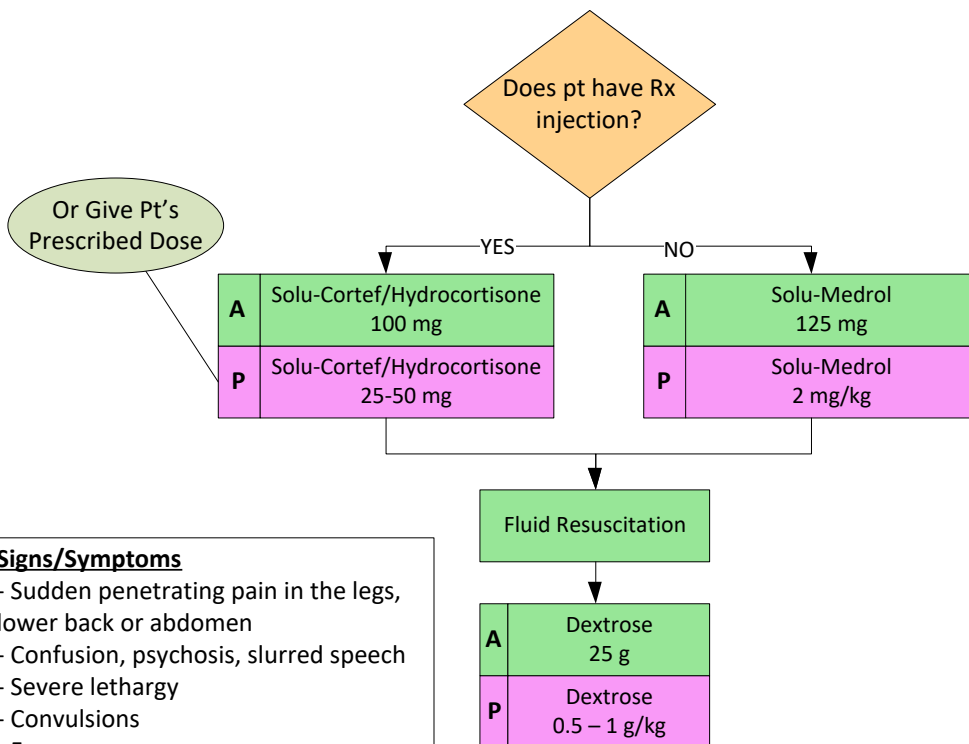 Does pt have Rx
injection?
Or Give Pt's
Prescribed Dose
YES
NO
A
Solu-Cortef/Hydrocortisone
100 mg
P
Solu-Cortef/Hydrocortisone
25-50 mg
A
Solu-Medrol
125 mg
P
Solu-Medrol
2 mg/kg
Fluid Resuscitation
A
Dextrose
25 g
P
Dextrose
0.5 – 1 g/kg
Signs/Symptoms
- Sudden penetrating pain in the legs,
lower back or abdomen
- Confusion, psychosis, slurred speech
- Severe lethargy
- Convulsions